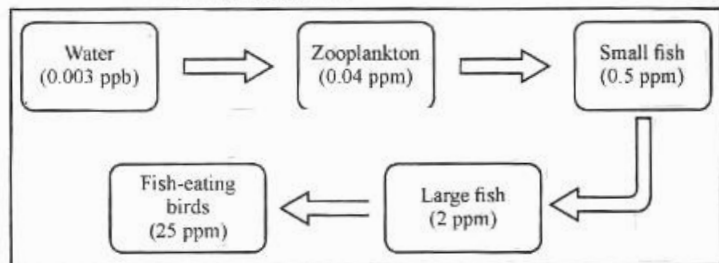 Water
(0.003 ppb)
Zooplankton
(0.04 ppm)
Small fish
(0.5 ppm)
Large fish
(2 ppm)
Fish-eating
birds
(25 ppm)